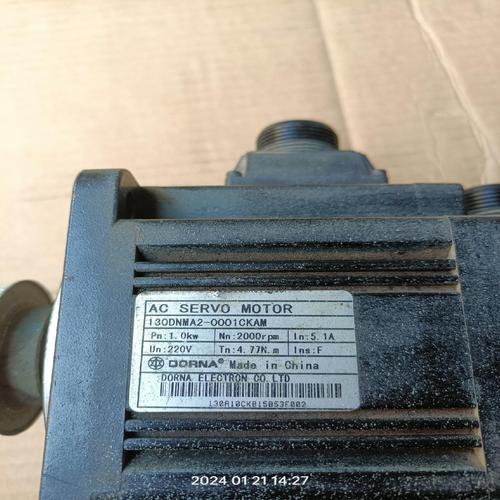 AC SERVO MOTOR
130DNMA2-0001CKAM
Pn:1.0kw Nn:2000rpm In:5.1A
Un:220V Tn:4.77N.m Ins:F
DORNA® Made in China
DORNA ELECTRON CO.LTD
130A10CK01SB53F002
2024 01 21 14:27